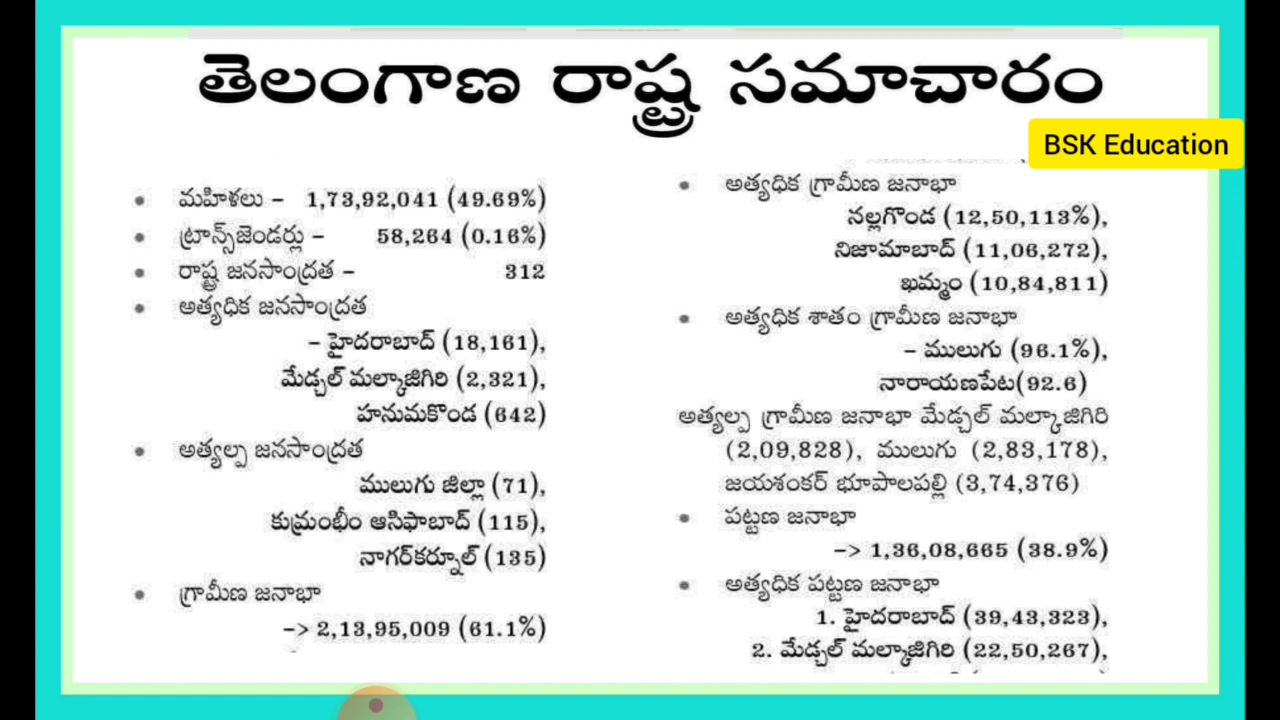 తెలంగాణ రాష్ట్ర సమాచారం
BSK Education
• మహిళలు – 1,73,92,041 (49.69%)
• ట్రాన్స్‌జెండర్లు – 58,264 (0.16%)
• రాష్ట్ర జనసాంద్రత – 312
• అత్యధిక జనసాంద్రత
– హైదరాబాద్ (18,161),
మేడ్చల్ మల్కాజిగిరి (2,321),
హనుమకొండ (642)
• అత్యల్ప జనసాంద్రత
ములుగు జిల్లా (71),
కుమ్రంభీం ఆసిఫాబాద్ (115),
నాగర్‌కర్నూల్ (135)
• గ్రామీణ జనాభా
–> 2,13,95,009 (61.1%)
• అత్యధిక గ్రామీణ జనాభా
నల్లగొండ (12,50,113%),
నిజామాబాద్ (11,06,272),
ఖమ్మం (10,84,811)
• అత్యధిక శాతం గ్రామీణ జనాభా
– ములుగు (96.1%),
నారాయణపేట(92.6)
అత్యల్ప గ్రామీణ జనాభా మేడ్చల్ మల్కాజిగిరి
(2,09,828), ములుగు (2,83,178),
జయశంకర్ భూపాలపల్లి (3,74,376)
• పట్టణ జనాభా
–> 1,36,08,665 (38.9%)
• అత్యధిక పట్టణ జనాభా
1. హైదరాబాద్ (39,43,323),
2. మేడ్చల్ మల్కాజిగిరి (22,50,267),